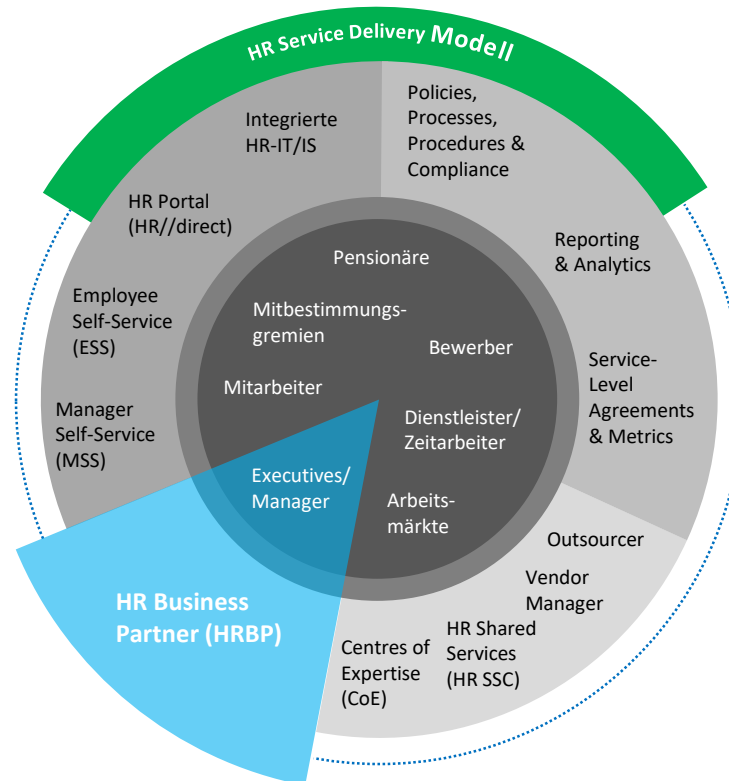 HR Service Delivery Modell
Integrierte
HR-IT/IS
Policies,
Processes,
Procedures &
Compliance
HR Portal
(HR//direct)
Reporting
& Analytics
Employee
Self-Service
(ESS)
Service-
Level
Agreements
& Metrics
Manager
Self-Service
(MSS)
Pensionäre
Mitbestimmungs-
gremien
Bewerber
Mitarbeiter
Dienstleister/
Zeitarbeiter
Executives/
Manager
Arbeits-
märkte
Outsourcer
Vendor
Manager
HR Shared
Services
(HR SSC)
Centres of
Expertise
(CoE)
HR Business
Partner (HRBP)